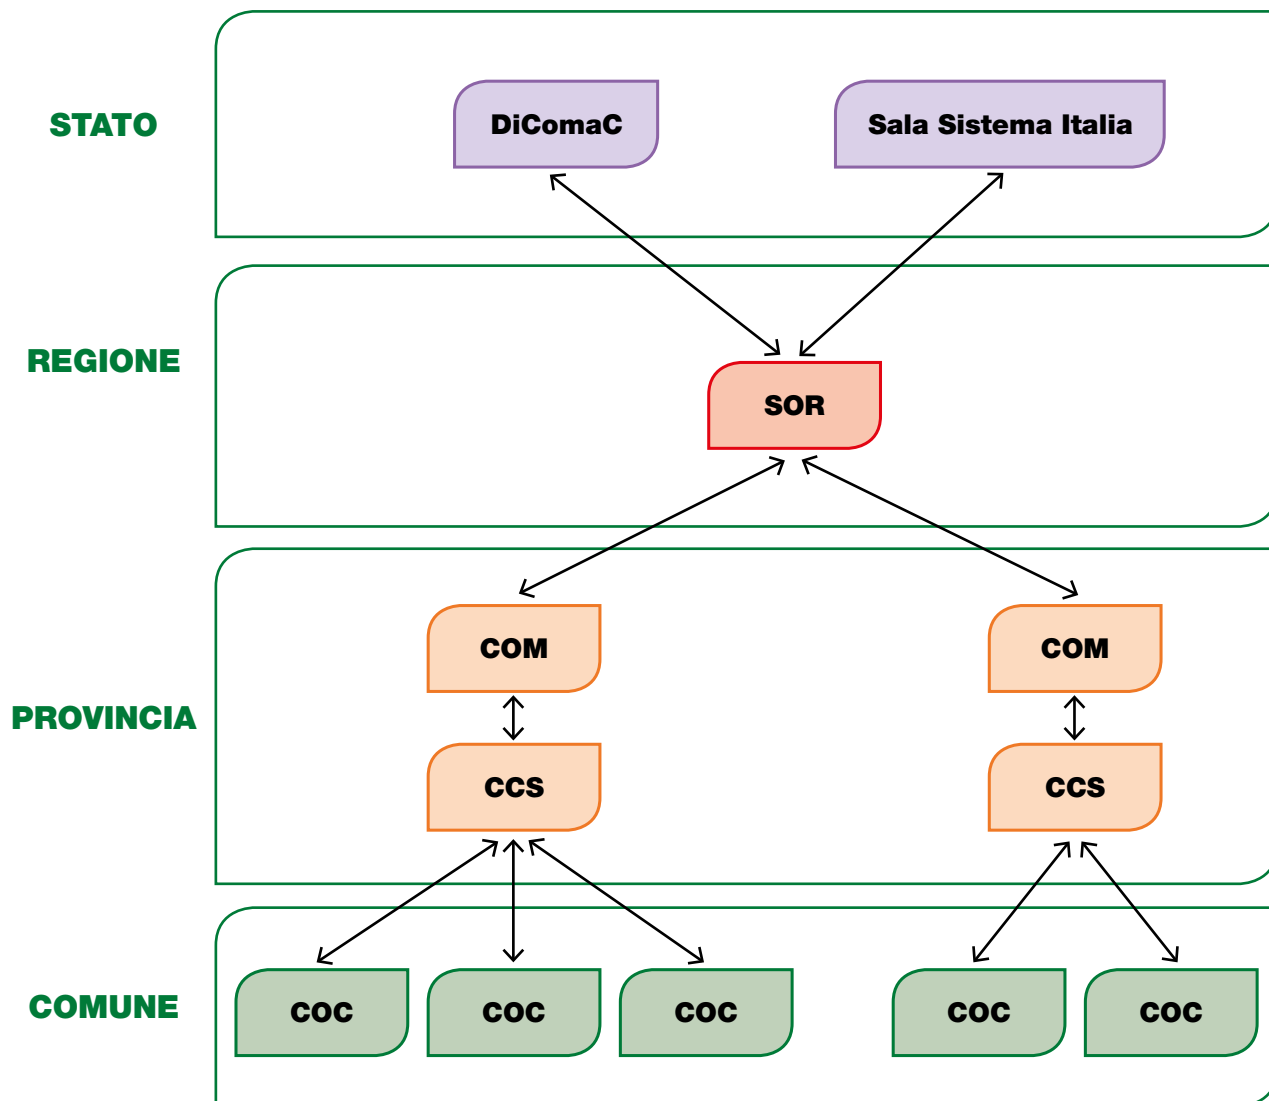 STATO
DiComaC
Sala Sistema Italia
REGIONE
SOR
COM
COM
PROVINCIA
CCS
CCS
COMUNE
COC
COC
COC
COC
COC